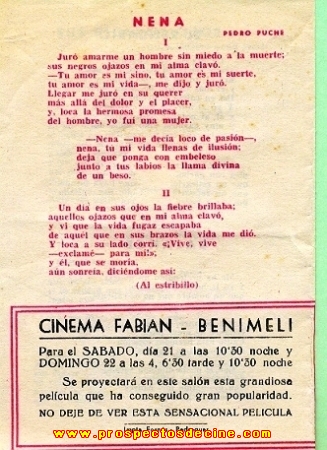 NENA
PEDRO PUCHE
I
Juró amarme un hombre sin miedo a la muerte;
sus negros ojazos en mi alma clavó.
—Tu amor es mi sino, tu amor es mi suerte,
tu amor es mi vida—, me dijo y juró.
Llegar me juró en su querer
más allá del dolor y el placer,
y, loca la hermosa promesa
del hombre, yo fui una mujer.
—Nena —me decía loco de pasión—,
nena, tu mi vida llenas de ilusión;
deja que ponga con embeleso
junto a tus labios la llama divina
de un beso.
II
Un día en sus ojos la fiebre brillaba;
aquellos ojazos que en mi alma clavó,
y vi que la vida fugaz escapaba
de aquél que en sus brazos la vida me dió.
Y loca a su lado corrí. «¡Vive, vive
—exclamé— para mí!»;
y él, que se moría,
aún sonreía, diciéndome así:
(Al estribillo)
CINEMA FABIAN - BENIMELI
Para el SABADO, día 21 a las 10'30 noche y
DOMINGO 22 a las 4, 6'30 tarde y 10'30 noche
Se proyectará en este salón esta grandiosa
película que ha conseguido gran popularidad.
NO DEJE DE VER ESTA SENSACIONAL PELICULA
www.prospectosdecine.com